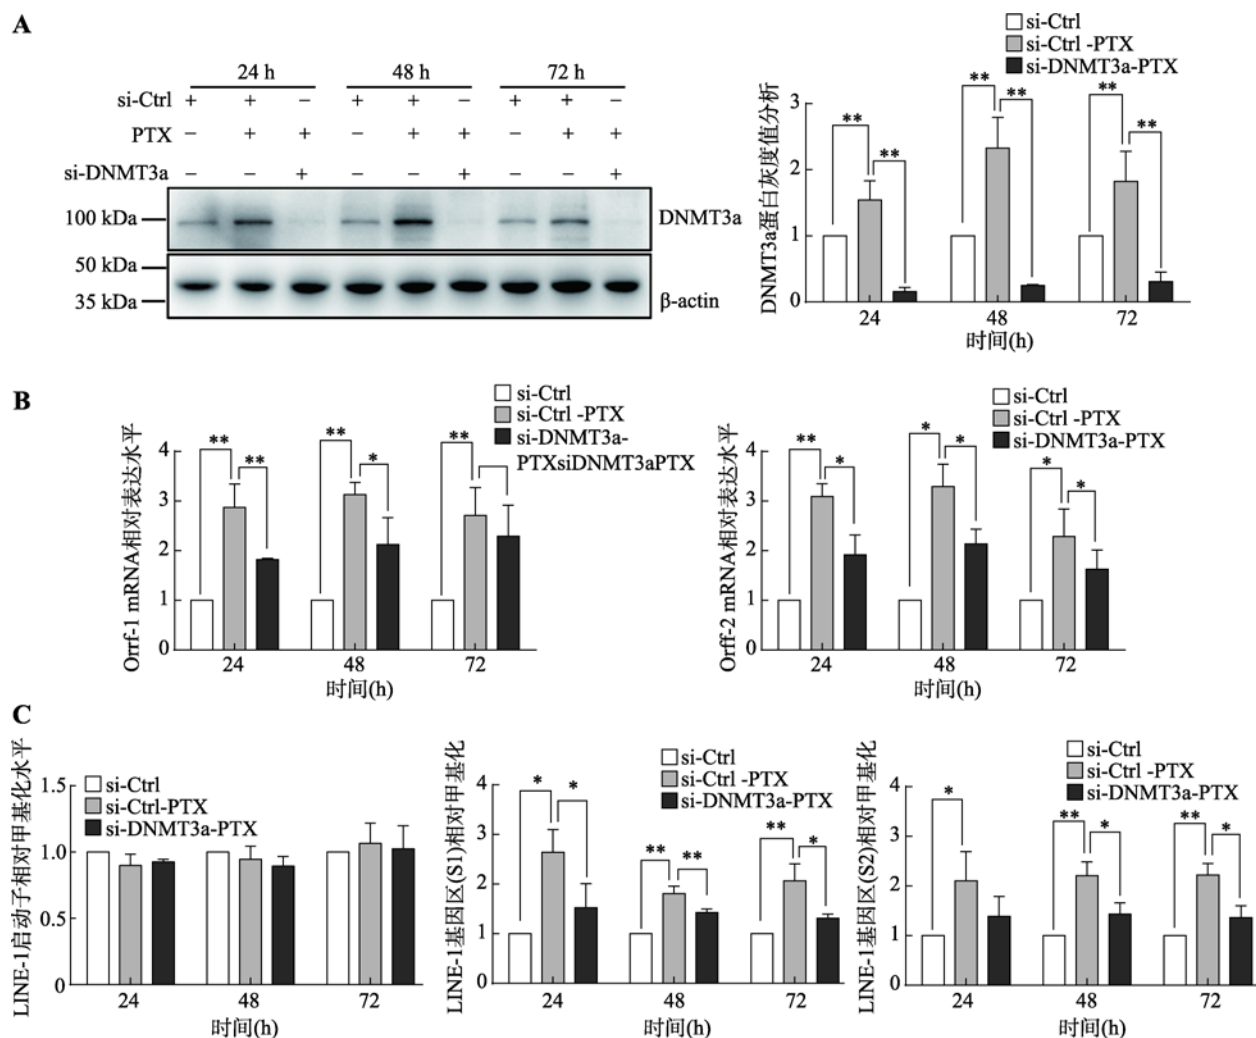 A
24 h 48 h 72 h
si-Ctrl + + − + + − + + −
PTX − + + − + + − + +
si-DNMT3a − − + − − + − − +
100 kDa
DNMT3a
50 kDa
35 kDa
β-actin
si-Ctrl
si-Ctrl -PTX
si-DNMT3a-PTX
DNMT3a蛋白灰度值分析
3
2
1
0
** ** ** ** ** **
24 48 72
时间(h)
B
si-Ctrl
si-Ctrl -PTX
si-DNMT3a-
PTXsiDNMT3aPTX
Orrf-1 mRNA相对表达水平
4
3
2
1
0
** ** ** * **
24 48 72
时间(h)
si-Ctrl
si-Ctrl -PTX
si-DNMT3a-PTX
Orff-2 mRNA相对表达水平
4
3
2
1
0
** * * * * *
24 48 72
时间(h)
C
si-Ctrl
si-Ctrl-PTX
si-DNMT3a-PTX
LINE-1启动子相对甲基化水平
1.5
1.0
0.5
0
24 48 72
时间(h)
si-Ctrl
si-Ctrl -PTX
si-DNMT3a-PTX
LINE-1基因区(S1)相对甲基化
4
3
2
1
0
* * ** ** ** *
24 48 72
时间(h)
si-Ctrl
si-Ctrl -PTX
si-DNMT3a-PTX
LINE-1基因区(S2)相对甲基化
4
3
2
1
0
* ** * ** *
24 48 72
时间(h)